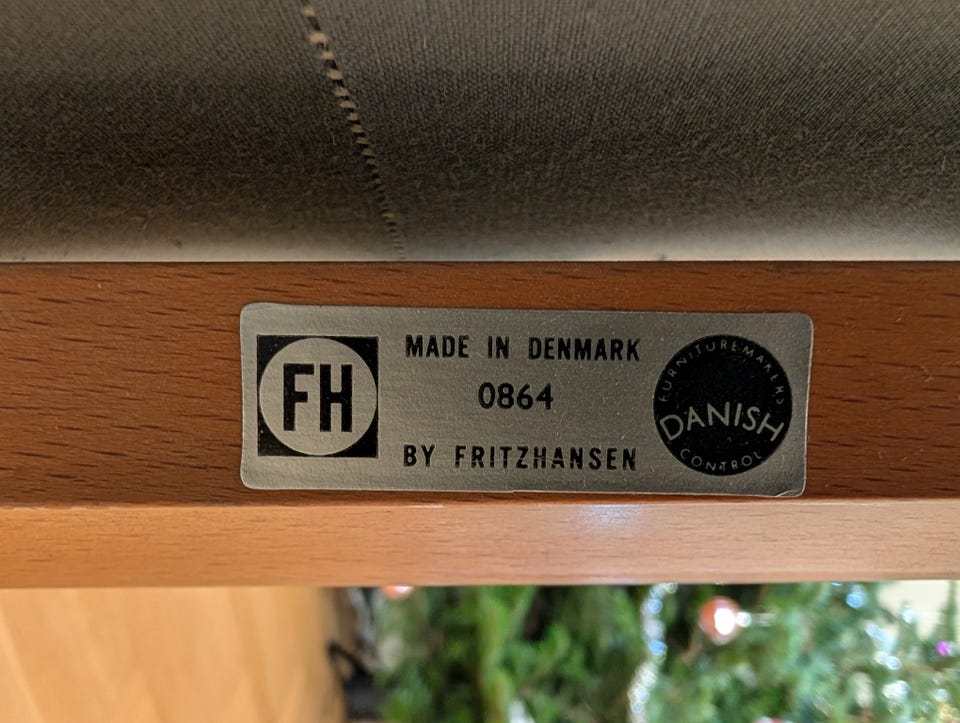 FH
MADE IN DENMARK
0864
BY FRITZHANSEN
FURNITUREMAKERS
DANISH
CONTROL